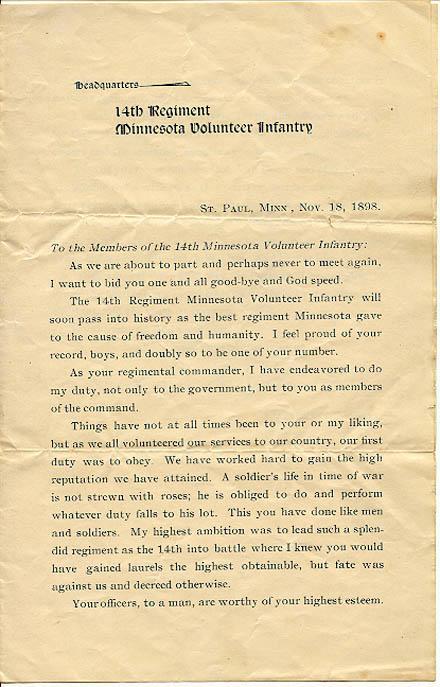 Headquarters
14th Regiment
Minnesota Volunteer Infantry
St. Paul, Minn., Nov. 18, 1898.
To the Members of the 14th Minnesota Volunteer Infantry:
As we are about to part and perhaps never to meet again,
I want to bid you one and all good-bye and God speed.
The 14th Regiment Minnesota Volunteer Infantry will
soon pass into history as the best regiment Minnesota gave
to the cause of freedom and humanity. I feel proud of your
record, boys, and doubly so to be one of your number.
As your regimental commander, I have endeavored to do
my duty, not only to the government, but to you as members
of the command.
Things have not at all times been to your or my liking,
but as we all volunteered our services to our country, our first
duty was to obey. We have worked hard to gain the high
reputation we have attained. A soldier's life in time of war
is not strewn with roses; he is obliged to do and perform
whatever duty falls to his lot. This you have done like men
and soldiers. My highest ambition was to lead such a splen-
did regiment as the 14th into battle where I knew you would
have gained laurels the highest obtainable, but fate was
against us and decreed otherwise.
Your officers, to a man, are worthy of your highest esteem.